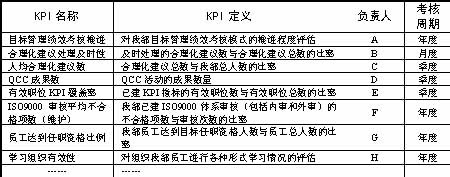 KPI 名称 KPI 定义 负责人 考核周期
目标管理绩效考核推进 对我部目标管理绩效考核模式的推进程度评估 A 年度
合理化建议处理及时性 及时处理的合理化建议数与合理化建议总数的比率 B 月度
人均合理化建议数 合理化建议数与我部总人数的比率 C 季度
QCC 成果数 QCC 活动的成果数量 D 季度
有效职位 KPI 覆盖率 已建 KPI 指标的有效职位数与有效职位总数的比率 E 季度
ISO9000 审核平均不合格项数（维护） 我部已建 ISO9000 体系审核（包括内审和外审）的不合格项数与审核次数的比率 F 年度
员工达到任职资格比例 我部员工达到目标任职资格人数与员工总人数的比率 G 年度
学习组织有效性 对组织我部员工进行各种形式学习情况的评估 H 年度
…… ……